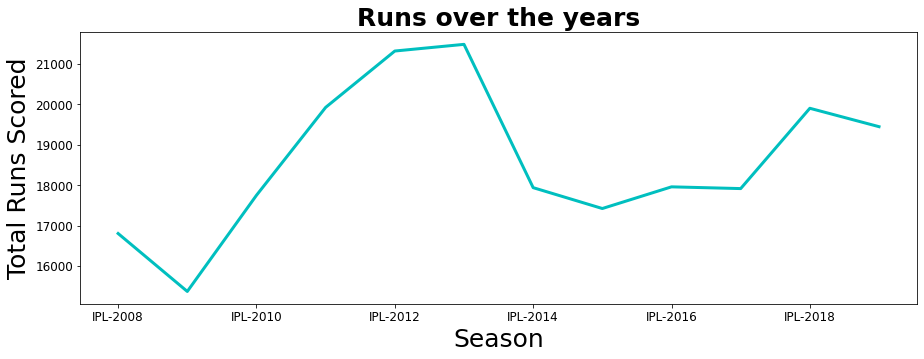 Runs over the years
Total Runs Scored
21000
20000
19000
18000
17000
16000
IPL-2008 IPL-2010 IPL-2012 IPL-2014 IPL-2016 IPL-2018
Season